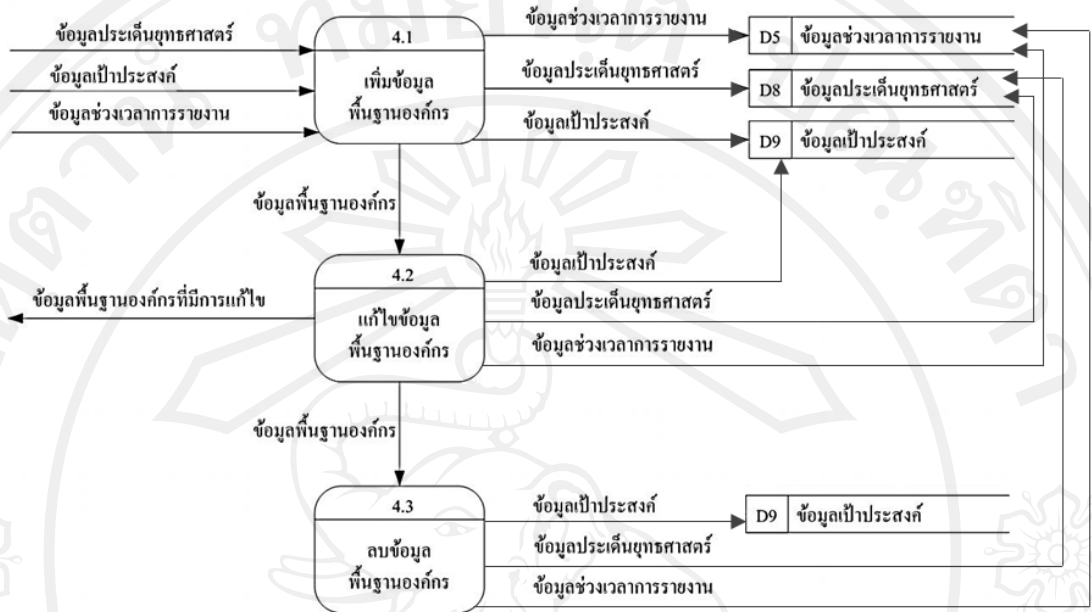 ข้อมูลประเด็นยุทธศาสตร์
ข้อมูลเป้าประสงค์
ข้อมูลช่วงเวลาการรายงาน
4.1
เพิ่มข้อมูล
พื้นฐานองค์กร
ข้อมูลช่วงเวลาการรายงาน
ข้อมูลประเด็นยุทธศาสตร์
ข้อมูลเป้าประสงค์
D5 ข้อมูลช่วงเวลาการรายงาน
D8 ข้อมูลประเด็นยุทธศาสตร์
D9 ข้อมูลเป้าประสงค์
ข้อมูลพื้นฐานองค์กร
ข้อมูลพื้นฐานองค์กรที่มีการแก้ไข
4.2
แก้ไขข้อมูล
พื้นฐานองค์กร
ข้อมูลเป้าประสงค์
ข้อมูลประเด็นยุทธศาสตร์
ข้อมูลช่วงเวลาการรายงาน
ข้อมูลพื้นฐานองค์กร
4.3
ลบข้อมูล
พื้นฐานองค์กร
ข้อมูลเป้าประสงค์
ข้อมูลประเด็นยุทธศาสตร์
ข้อมูลช่วงเวลาการรายงาน
D9 ข้อมูลเป้าประสงค์